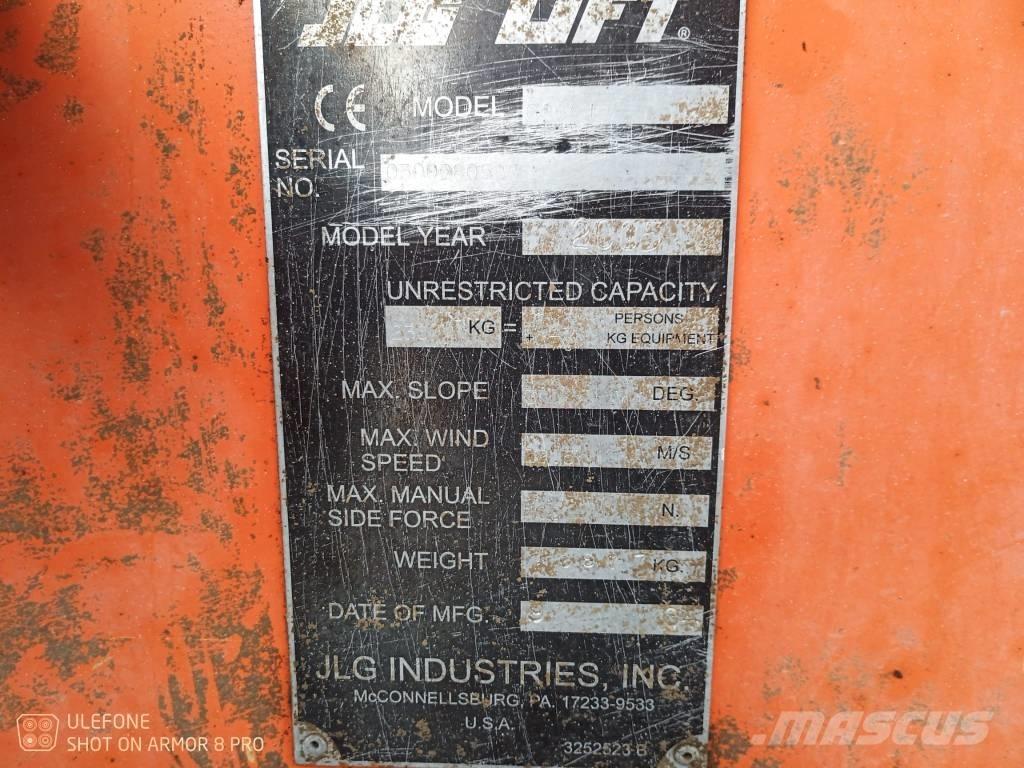 JLG LIFT ®
CE MODEL
SERIAL
NO.
MODEL YEAR
UNRESTRICTED CAPACITY
KG = PERSONS
+ KG EQUIPMENT
MAX. SLOPE DEG.
MAX. WIND
SPEED M/S
MAX. MANUAL
SIDE FORCE N.
WEIGHT KG.
DATE OF MFG.
JLG INDUSTRIES, INC.
McCONNELLSBURG, PA. 17233-9533
U.S.A.
3252523 B
ULEFONE
SHOT ON ARMOR 8 PRO
MASCUS